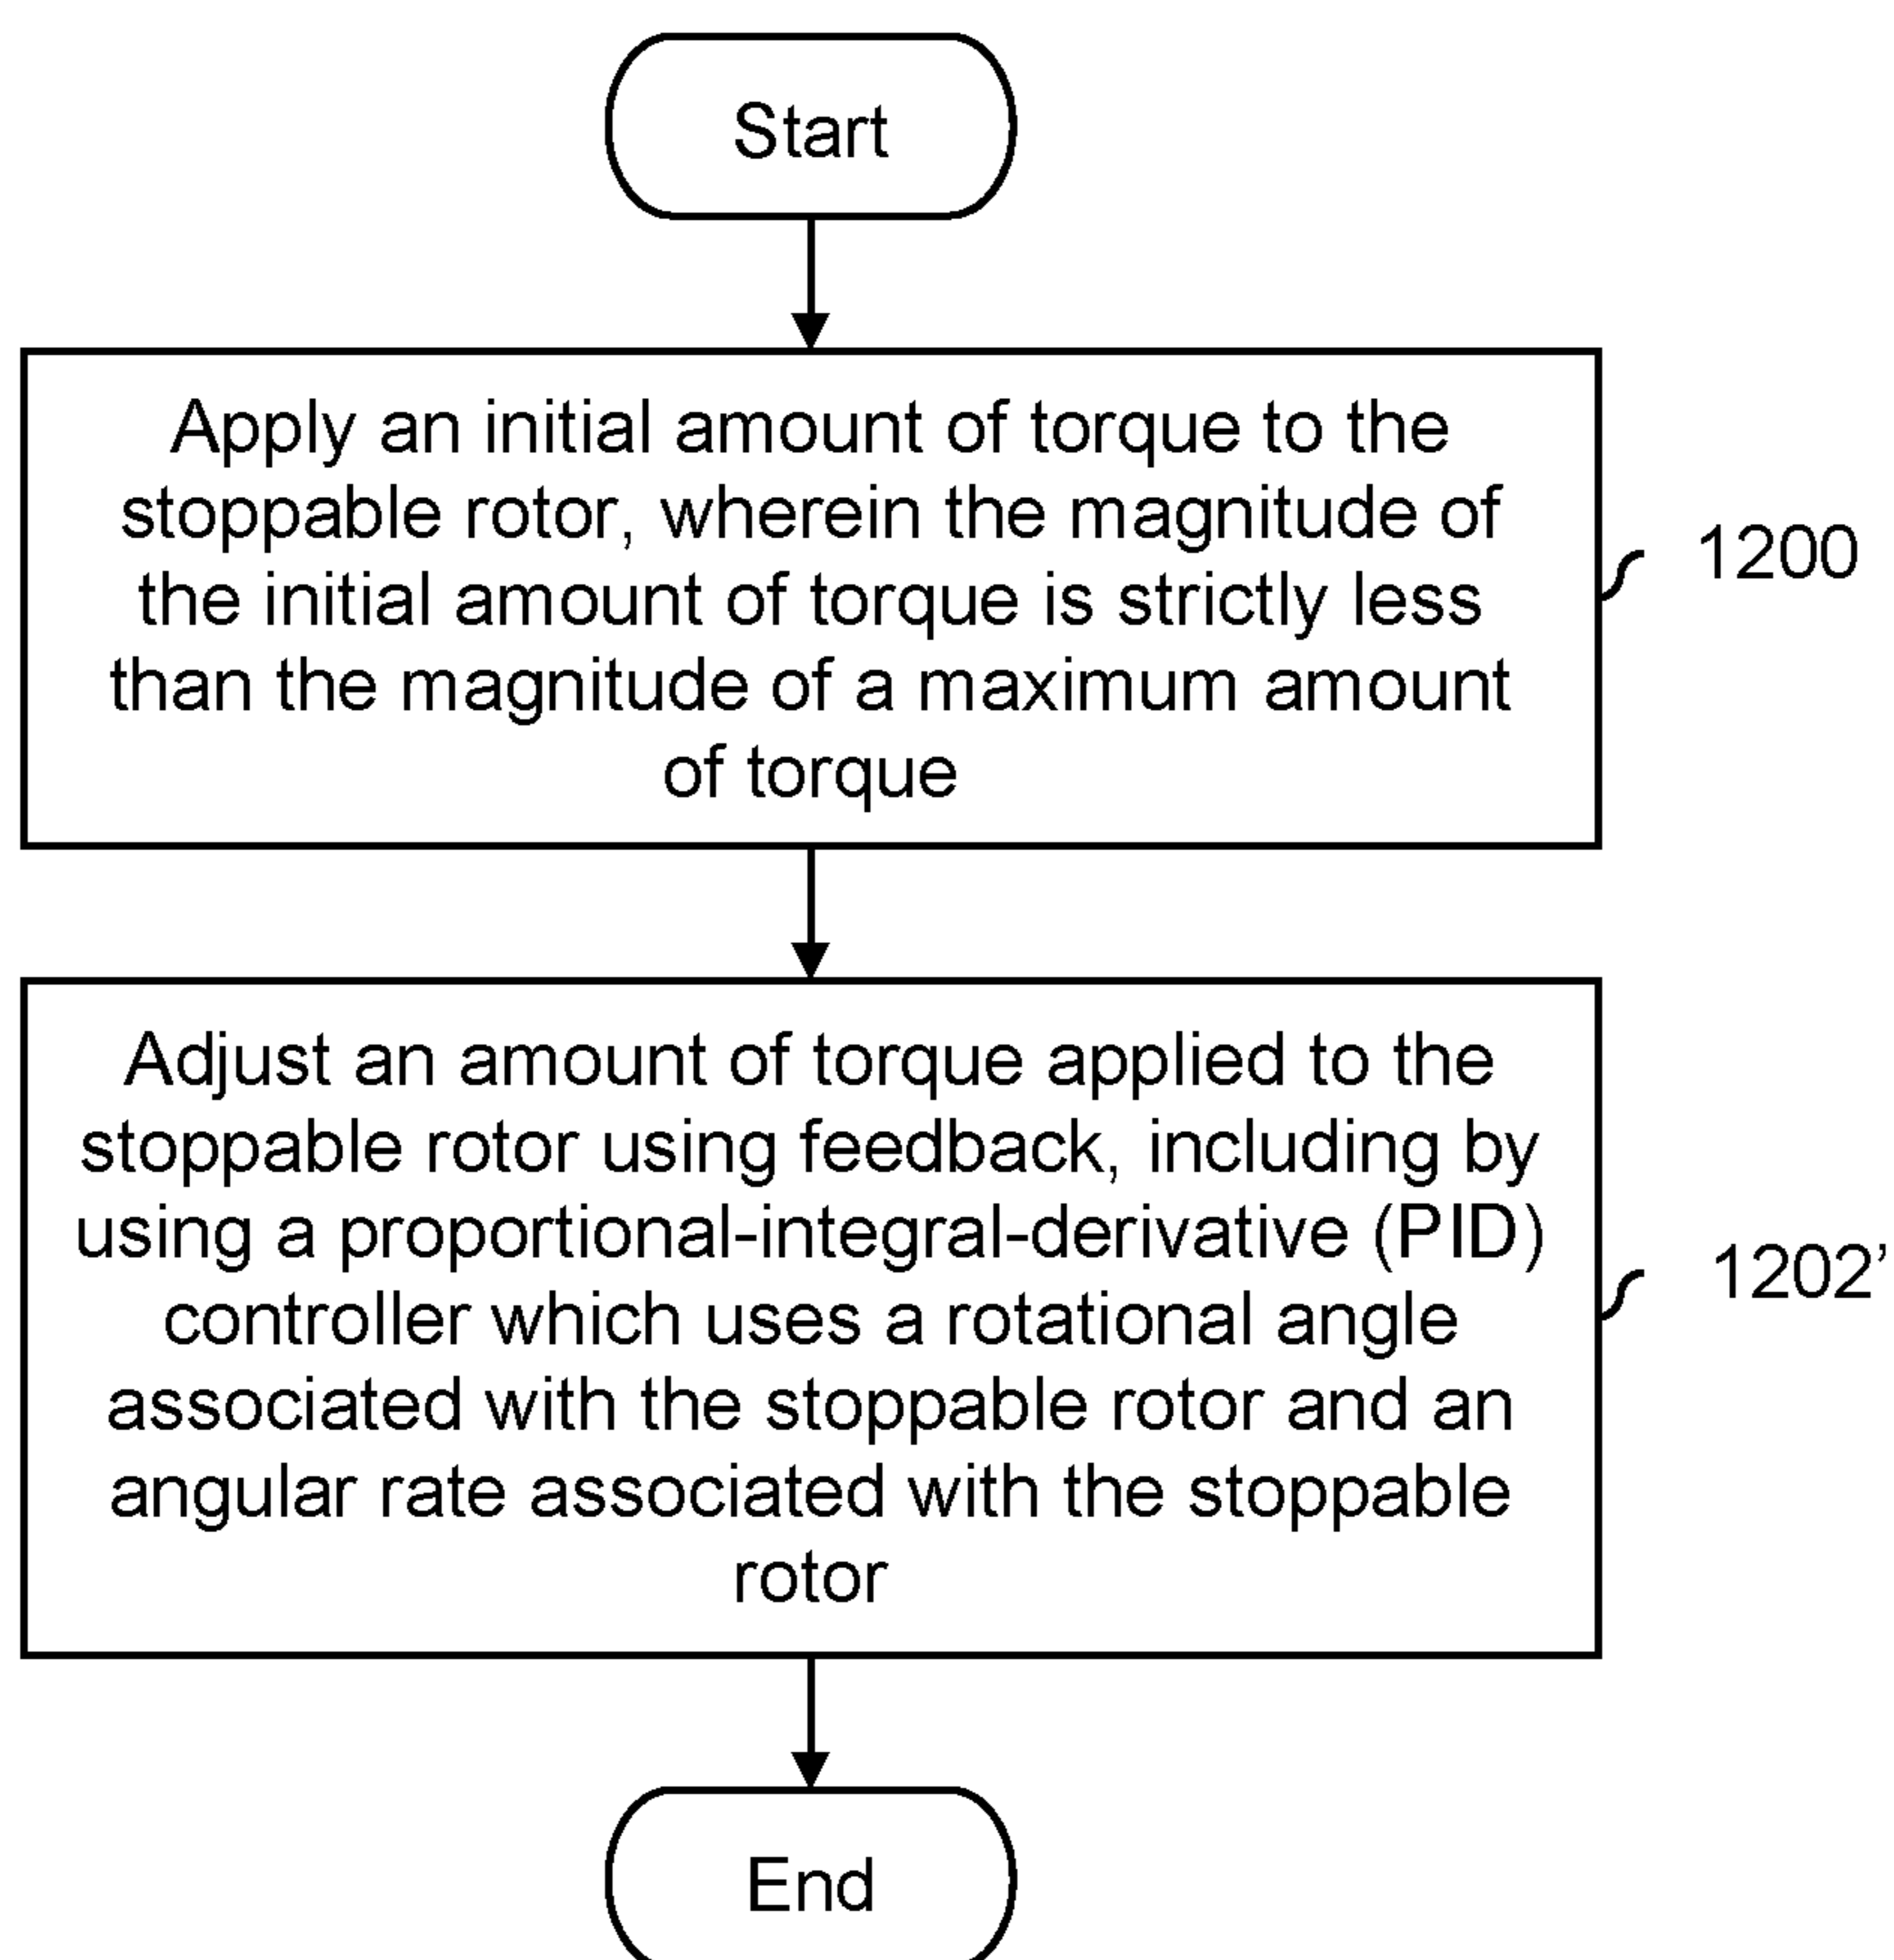 Start
Apply an initial amount of torque to the
stoppable rotor, wherein the magnitude of
the initial amount of torque is strictly less
than the magnitude of a maximum amount
of torque
1200
Adjust an amount of torque applied to the
stoppable rotor using feedback, including by
using a proportional-integral-derivative (PID)
controller which uses a rotational angle
associated with the stoppable rotor and an
angular rate associated with the stoppable
rotor
1202’
End